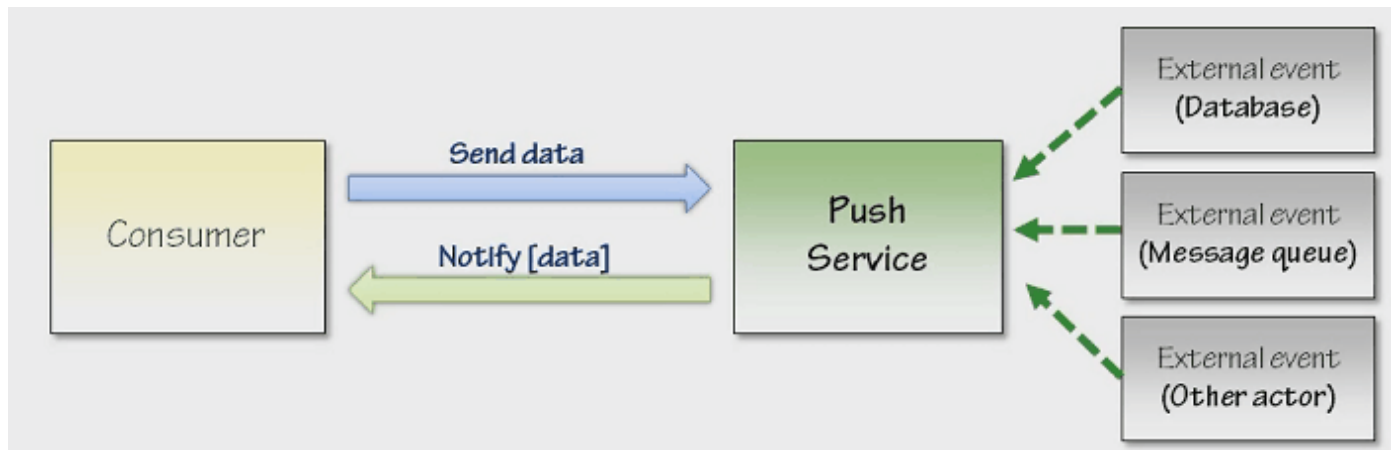 Consumer
Send data
Notify [data]
Push
Service
External event
(Database)
External event
(Message queue)
External event
(Other actor)